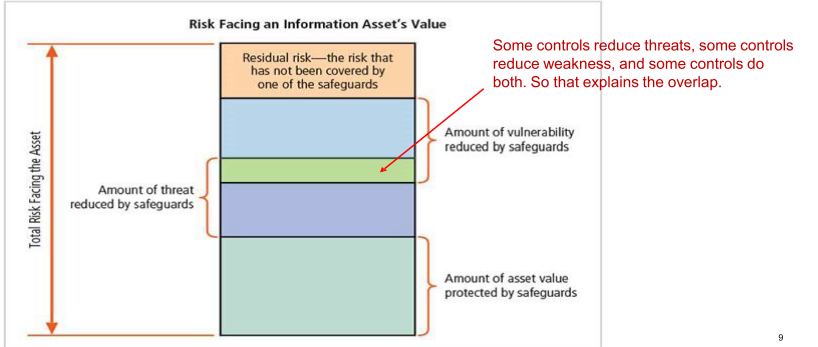 Risk Facing an Information Asset's Value
Some controls reduce threats, some controls
reduce weakness, and some controls do
both. So that explains the overlap.
Residual risk—the risk that
has not been covered by
one of the safeguards
Amount of vulnerability
reduced by safeguards
Total Risk Facing the Asset
Amount of threat
reduced by safeguards
Amount of asset value
protected by safeguards
9